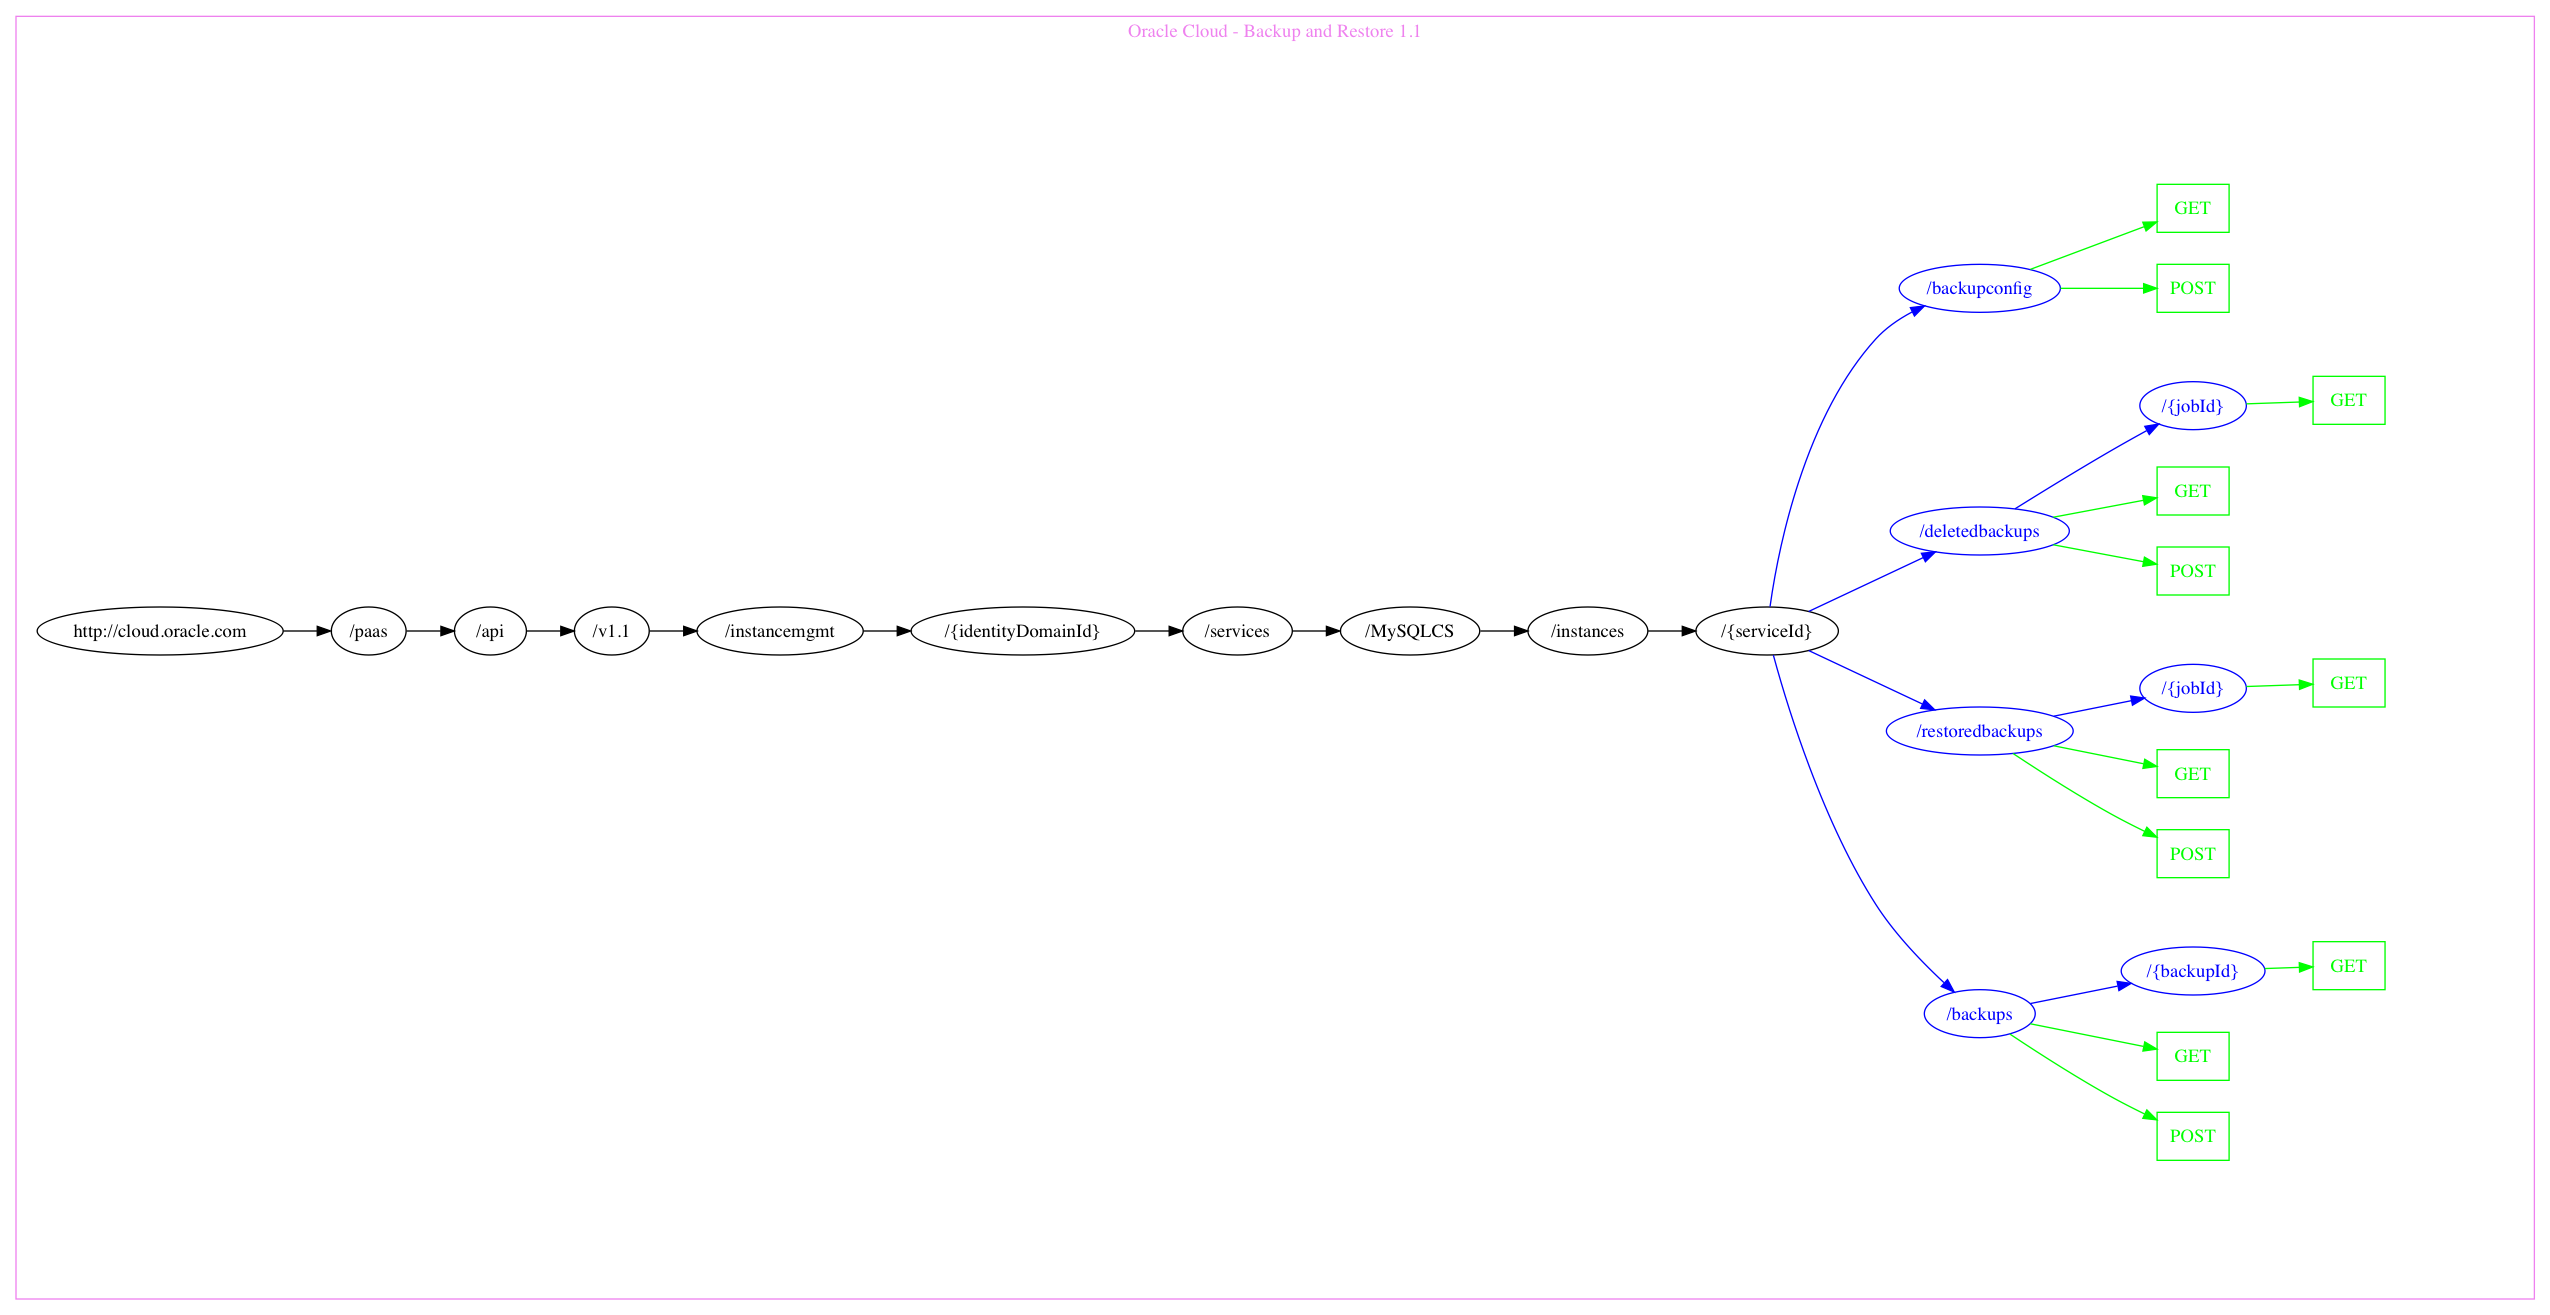 Oracle Cloud - Backup and Restore 1.1
http://cloud.oracle.com
/paas
/api
/v1.1
/instancemgmt
/{identityDomainId}
/services
/MySQLCS
/instances
/{serviceId}
/backupconfig
GET
POST
/deletedbackups
/{jobId}
GET
GET
POST
/restoredbackups
/{jobId}
GET
GET
POST
/backups
/{backupId}
GET
GET
POST